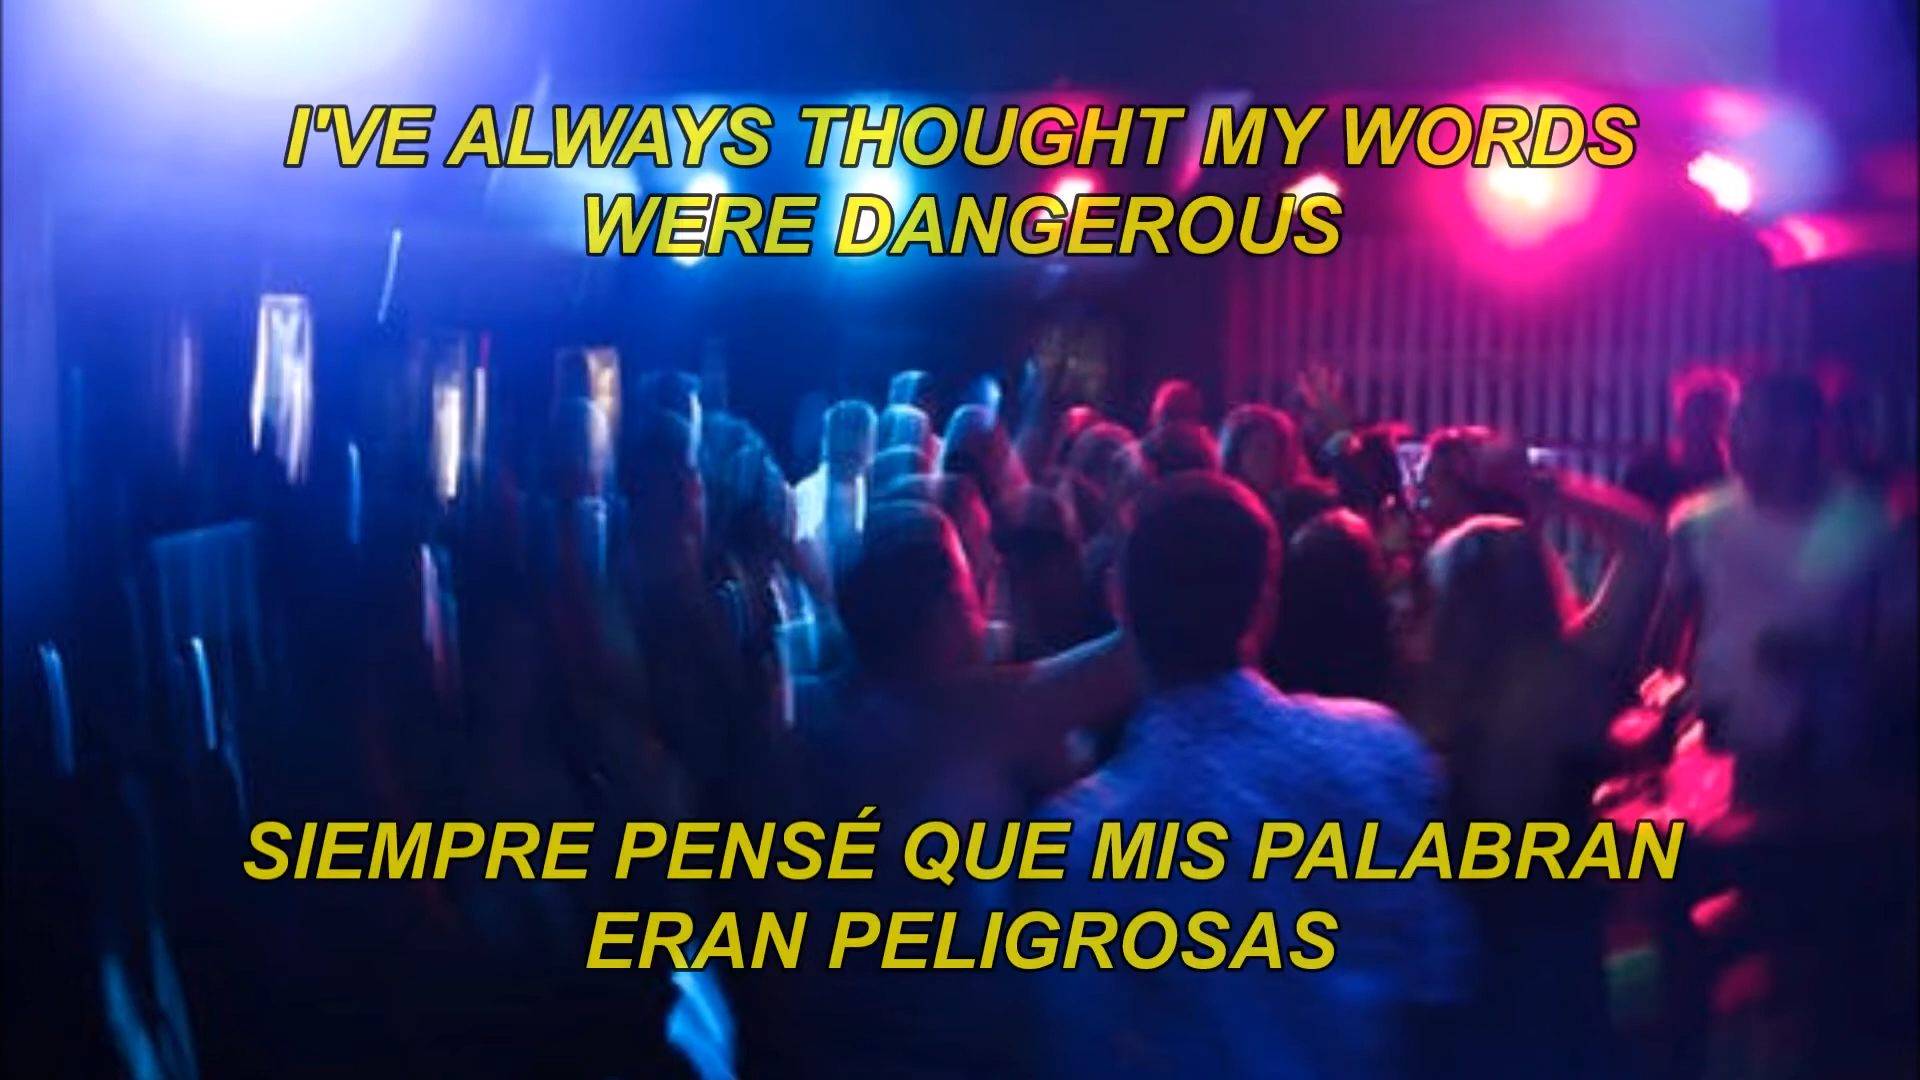 I'VE ALWAYS THOUGHT MY WORDS
WERE DANGEROUS
SIEMPRE PENSÉ QUE MIS PALABRAN
ERAN PELIGROSAS